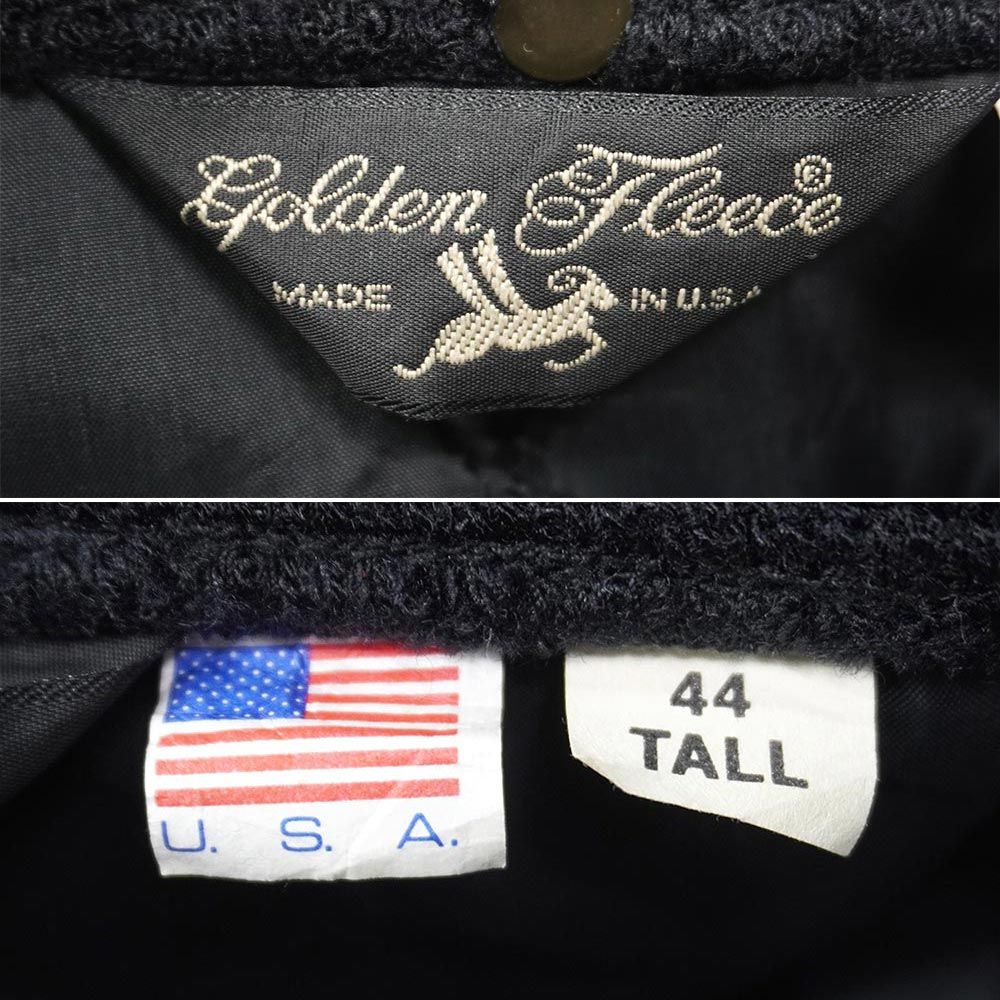 Golden Fleece®
MADE IN U.S.A
U. S. A.
44
TALL